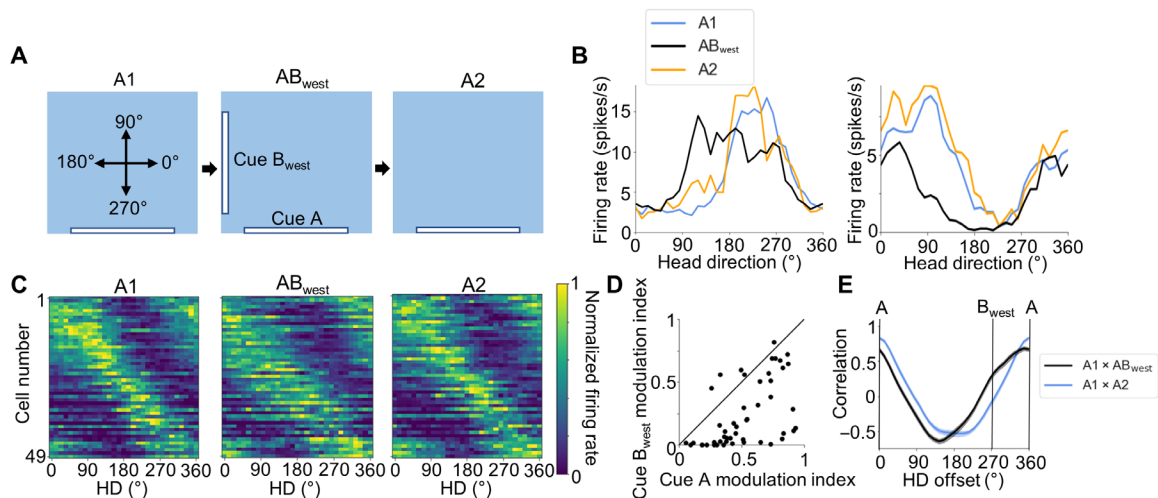 A
A1
90°
180°
0°
270°
AB_west
Cue B_west
Cue A
A2
B
A1
AB_west
A2
Firing rate (spikes/s)
15
10
5
0
0
90
180
270
360
Head direction (°)
Firing rate (spikes/s)
5
0
0
90
180
270
360
Head direction (°)
C
Cell number
1
49
A1
0 90 180 270 360
HD (°)
AB_west
0 90 180 270 360
HD (°)
A2
0 90 180 270 360
HD (°)
1
0
Normalized firing rate
D
Cue B_west modulation index
1
0.5
0
0
0.5
1
Cue A modulation index
E
A
B_west
A
Correlation
1
0.5
0
−0.5
0 90 180 270 360
HD offset (°)
A1 × AB_west
A1 × A2